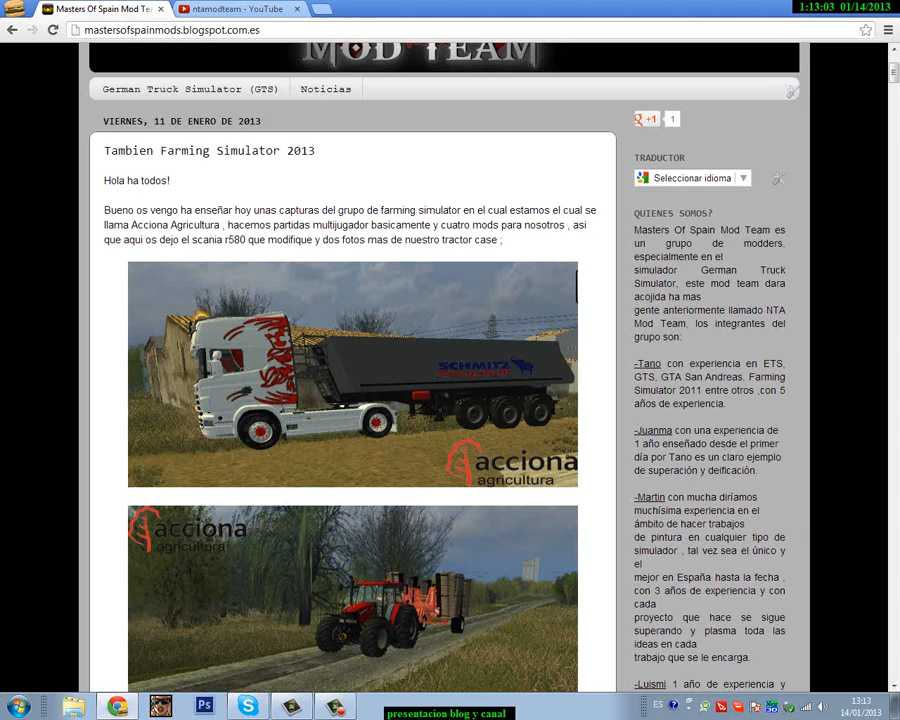 Masters Of Spain Mod Te
ntamodteam - YouTube
1:13:03 01/14/2013
mastersofspainmods.blogspot.com.es
MOD TEAM
German Truck Simulator (GTS)
Noticias
VIERNES, 11 DE ENERO DE 2013
Tambien Farming Simulator 2013
Hola ha todos!
Bueno os vengo ha enseñar hoy unas capturas del grupo de farming simulator en el cual estamos el cual se
llama Acciona Agricultura , hacemos partidas multijugador basicamente y cuatro mods para nosotros , asi
que aqui os dejo el scania r580 que modifique y dos fotos mas de nuestro tractor case ;
SCHMITZ
acciona
agricultura
acciona
agricultura
+1
1
TRADUCTOR
Seleccionar idioma
QUIENES SOMOS?
Masters Of Spain Mod Team es
un grupo de modders,
especialmente en el
simulador German Truck
Simulator, este mod team dara
acojida ha mas
gente anteriormente llamado NTA
Mod Team, los integrantes del
grupo son:
-Tano con experiencia en ETS,
GTS, GTA San Andreas, Farming
Simulator 2011 entre otros ,con 5
años de experiencia.
-Juanma con una experiencia de
1 año enseñado desde el primer
día por Tano es un claro ejemplo
de superación y deificación.
-Martin con mucha diríamos
muchísima experiencia en el
ámbito de hacer trabajos
de pintura en cualquier tipo de
simulador , tal vez sea el único y
el
mejor en España hasta la fecha ,
con 3 años de experiencia y con
cada
proyecto que hace se sigue
superando y plasma toda las
ideas en cada
trabajo que se le encarga.
-Luismi 1 año de experiencia y
Ps
ES
13:13
14/01/2013
presentacion blog y canal